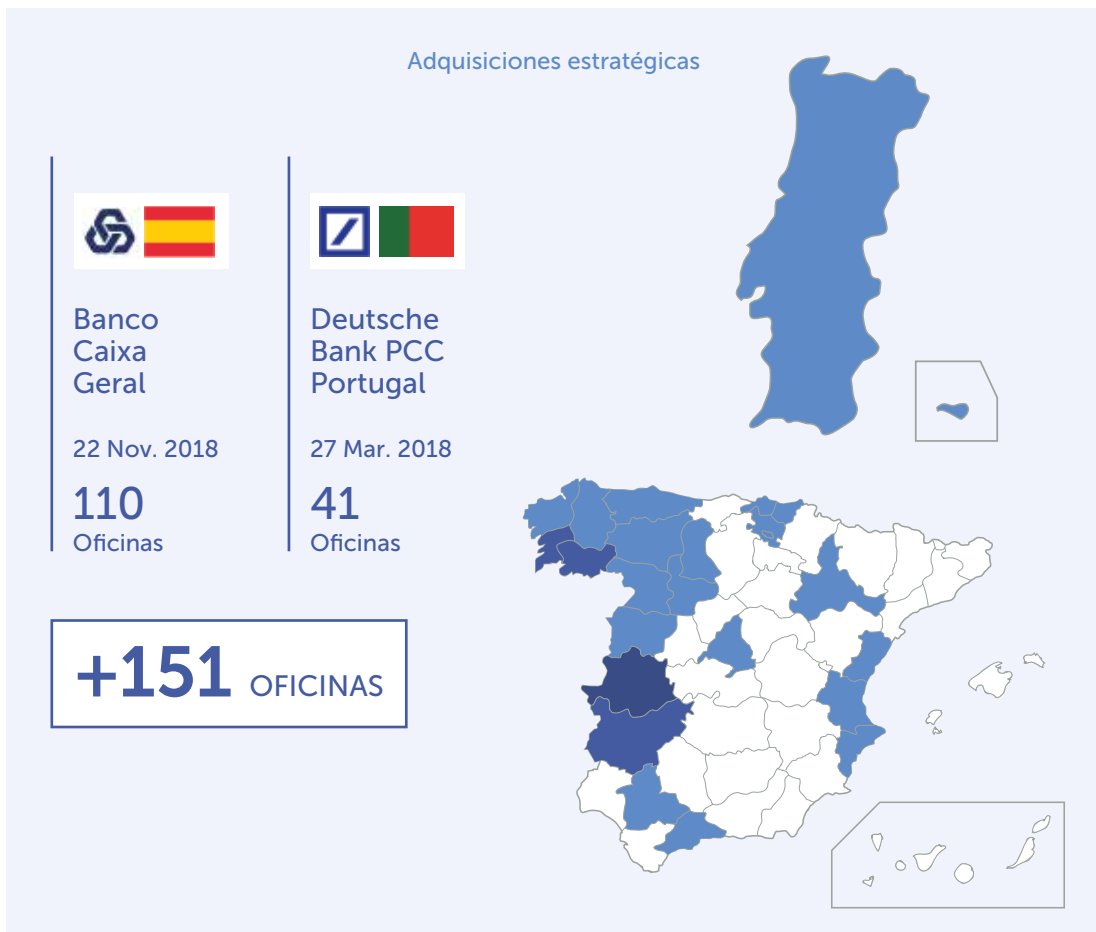 Adquisiciones estratégicas
Banco
Caixa
Geral
22 Nov. 2018
110
Oficinas
Deutsche
Bank PCC
Portugal
27 Mar. 2018
41
Oficinas
+151 OFICINAS